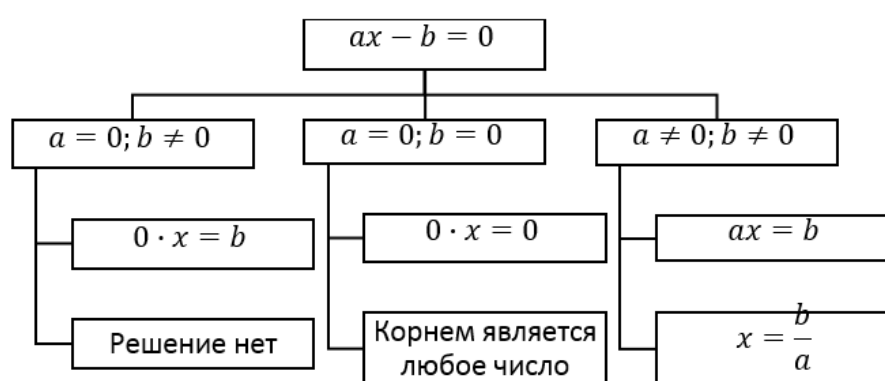 ax − b = 0
a = 0; b ≠ 0
a = 0; b = 0
a ≠ 0; b ≠ 0
0 · x = b
0 · x = 0
ax = b
Решение нет
Корнем является
любое число
x = b/a